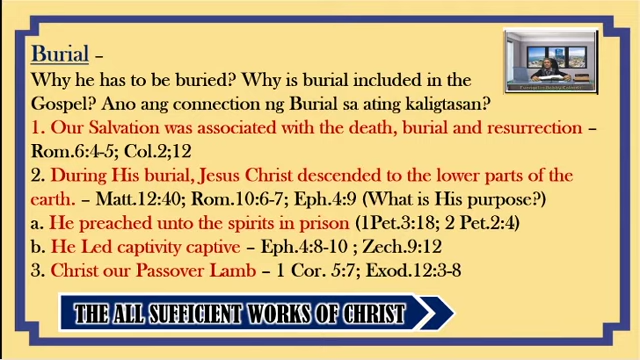 Burial –
Why he has to be buried? Why is burial included in the
Gospel? Ano ang connection ng Burial sa ating kaligtasan?
1. Our Salvation was associated with the death, burial and resurrection –
Rom.6:4-5; Col.2;12
2. During His burial, Jesus Christ descended to the lower parts of the
earth. – Matt.12:40; Rom.10:6-7; Eph.4:9 (What is His purpose?)
a. He preached unto the spirits in prison (1Pet.3:18; 2 Pet.2:4)
b. He Led captivity captive – Eph.4:8-10 ; Zech.9:12
3. Christ our Passover Lamb – 1 Cor. 5:7; Exod.12:3-8
THE ALL SUFFICIENT WORKS OF CHRIST